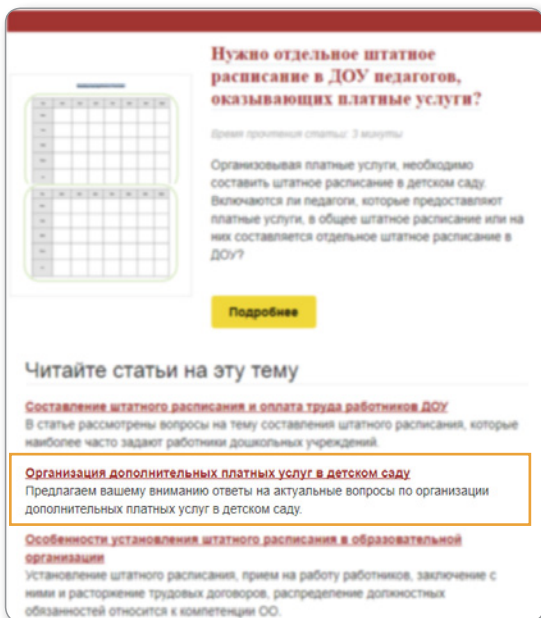 Нужно отдельное штатное
расписание в ДОУ педагогов,
оказывающих платные услуги?
Время прочтения статьи: 3 минуты
Организовывая платные услуги, необходимо
составить штатное расписание в детском саду.
Включаются ли педагоги, которые предоставляют
платные услуги, в общее штатное расписание или на
них составляется отдельное штатное расписание в
ДОУ?
Подробнее
Читайте статьи на эту тему
Составление штатного расписания и оплата труда работников ДОУ
В статье рассмотрены вопросы на тему составления штатного расписания, которые
наиболее часто задают работники дошкольных учреждений.
Организация дополнительных платных услуг в детском саду
Предлагаем вашему вниманию ответы на актуальные вопросы по организации
дополнительных платных услуг в детском саду.
Особенности установления штатного расписания в образовательной
организации
Установление штатного расписания, прием на работу работников, заключение с
ними и расторжение трудовых договоров, распределение должностных
обязанностей относится к компетенции ОО.